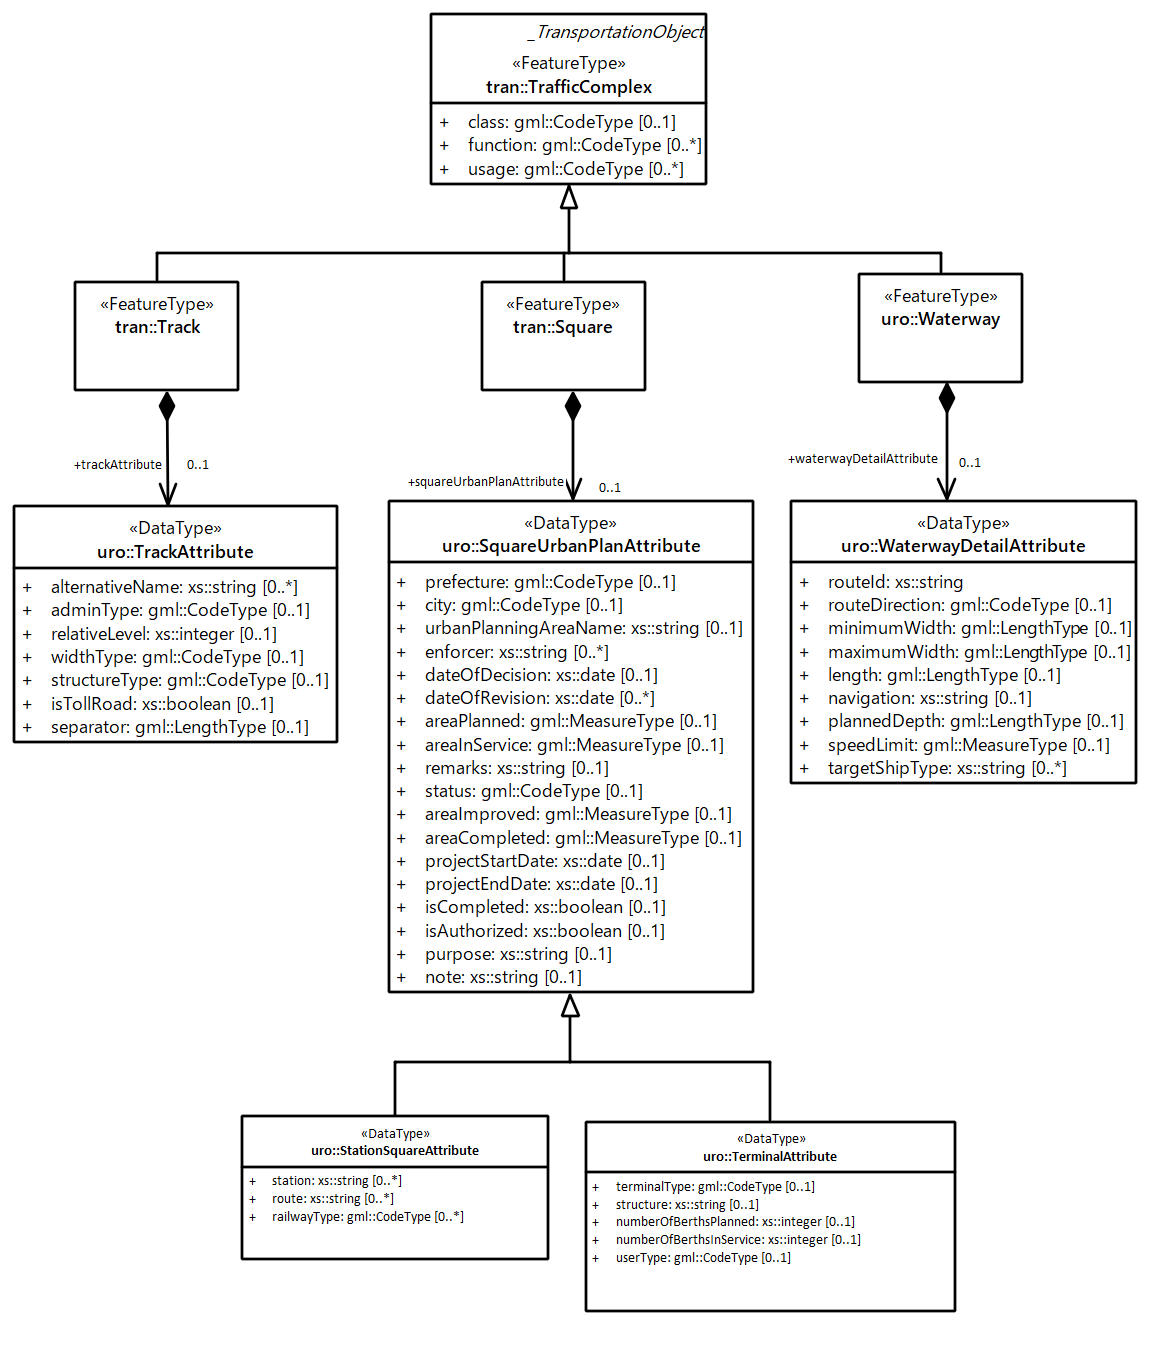 _TransportationObject
«FeatureType»
tran::TrafficComplex
+ class: gml::CodeType [0..1]
+ function: gml::CodeType [0..*]
+ usage: gml::CodeType [0..*]
«FeatureType»
tran::Track
«FeatureType»
tran::Square
«FeatureType»
uro::Waterway
+trackAttribute 0..1
+squareUrbanPlanAttribute 0..1
+waterwayDetailAttribute 0..1
«DataType»
uro::TrackAttribute
+ alternativeName: xs::string [0..*]
+ adminType: gml::CodeType [0..1]
+ relativeLevel: xs::integer [0..1]
+ widthType: gml::CodeType [0..1]
+ structureType: gml::CodeType [0..1]
+ isTollRoad: xs::boolean [0..1]
+ separator: gml::LengthType [0..1]
«DataType»
uro::SquareUrbanPlanAttribute
+ prefecture: gml::CodeType [0..1]
+ city: gml::CodeType [0..1]
+ urbanPlanningAreaName: xs::string [0..1]
+ enforcer: xs::string [0..*]
+ dateOfDecision: xs::date [0..1]
+ dateOfRevision: xs::date [0..*]
+ areaPlanned: gml::MeasureType [0..1]
+ areaInService: gml::MeasureType [0..1]
+ remarks: xs::string [0..1]
+ status: gml::CodeType [0..1]
+ areaImproved: gml::MeasureType [0..1]
+ areaCompleted: gml::MeasureType [0..1]
+ projectStartDate: xs::date [0..1]
+ projectEndDate: xs::date [0..1]
+ isCompleted: xs::boolean [0..1]
+ isAuthorized: xs::boolean [0..1]
+ purpose: xs::string [0..1]
+ note: xs::string [0..1]
«DataType»
uro::WaterwayDetailAttribute
+ routeId: xs::string
+ routeDirection: gml::CodeType [0..1]
+ minimumWidth: gml::LengthType [0..1]
+ maximumWidth: gml::LengthType [0..1]
+ length: gml::LengthType [0..1]
+ navigation: xs::string [0..1]
+ plannedDepth: gml::LengthType [0..1]
+ speedLimit: gml::MeasureType [0..1]
+ targetShipType: xs::string [0..*]
«DataType»
uro::StationSquareAttribute
+ station: xs::string [0..*]
+ route: xs::string [0..*]
+ railwayType: gml::CodeType [0..*]
«DataType»
uro::TerminalAttribute
+ terminalType: gml::CodeType [0..1]
+ structure: xs::string [0..1]
+ numberOfBerthsPlanned: xs::integer [0..1]
+ numberOfBerthsInService: xs::integer [0..1]
+ userType: gml::CodeType [0..1]